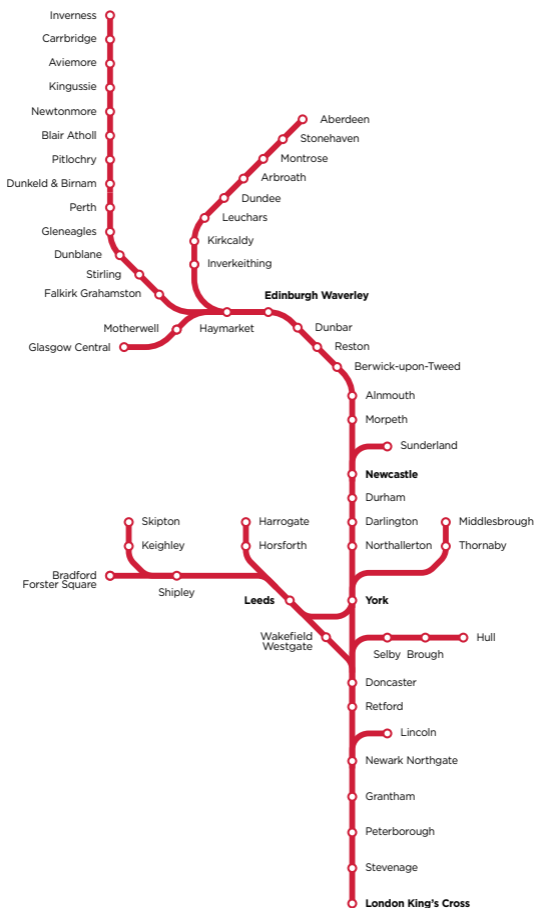 Inverness
Carrbridge
Aviemore
Kingussie
Newtonmore
Blair Atholl
Pitlochry
Dunkeld & Birnam
Perth
Gleneagles
Dunblane
Stirling
Falkirk Grahamston
Motherwell
Glasgow Central
Aberdeen
Stonehaven
Montrose
Arbroath
Dundee
Leuchars
Kirkcaldy
Inverkeithing
Haymarket
Edinburgh Waverley
Dunbar
Reston
Berwick-upon-Tweed
Alnmouth
Morpeth
Sunderland
Newcastle
Durham
Darlington
Northallerton
Middlesbrough
Thornaby
Skipton
Keighley
Bradford
Forster Square
Shipley
Harrogate
Horsforth
Leeds
York
Wakefield
Westgate
Selby
Brough
Hull
Doncaster
Retford
Lincoln
Newark Northgate
Grantham
Peterborough
Stevenage
London King's Cross